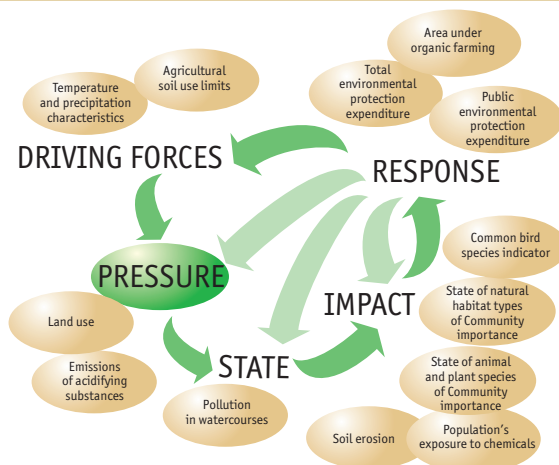 Area under
organic farming
Agricultural
soil use limits
Total
environmental
protection
expenditure
Temperature
and precipitation
characteristics
Public
environmental
protection
expenditure
DRIVING FORCES
RESPONSE
Common bird
species indicator
PRESSURE
IMPACT
State of natural
habitat types
of Community
importance
Land use
STATE
Emissions
of acidifying
substances
State of animal
and plant species
of Community
importance
Pollution
in watercourses
Soil erosion
Population's
exposure to chemicals